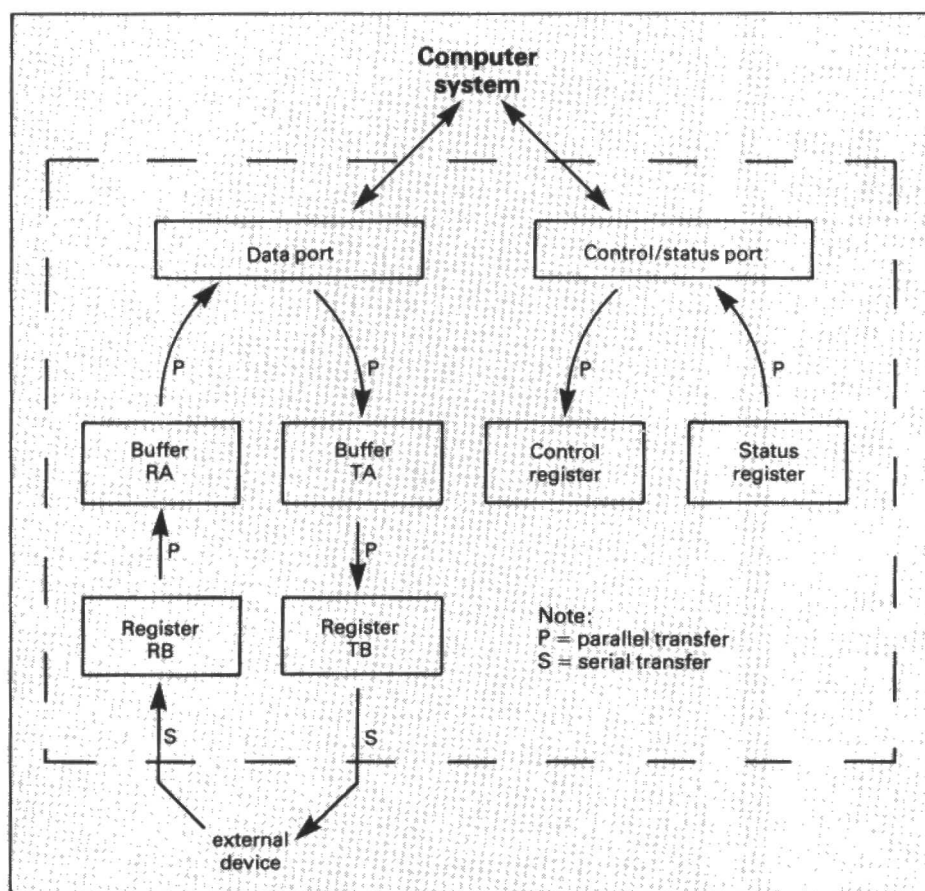 Computer
system
Data port
Control/status port
P
P
P
P
Buffer
RA
Buffer
TA
Control
register
Status
register
P
P
Register
RB
Register
TB
Note:
P = parallel transfer
S = serial transfer
S
S
external
device